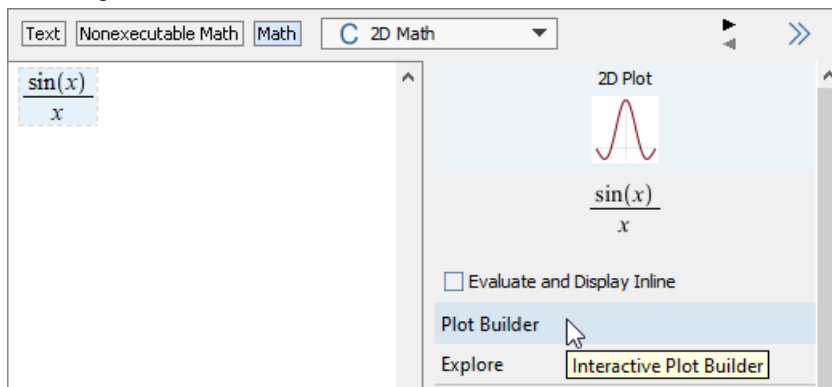 Text Nonexecutable Math Math C 2D Math
sin(x)
x
2D Plot
sin(x)
x
Evaluate and Display Inline
Plot Builder
Explore
Interactive Plot Builder